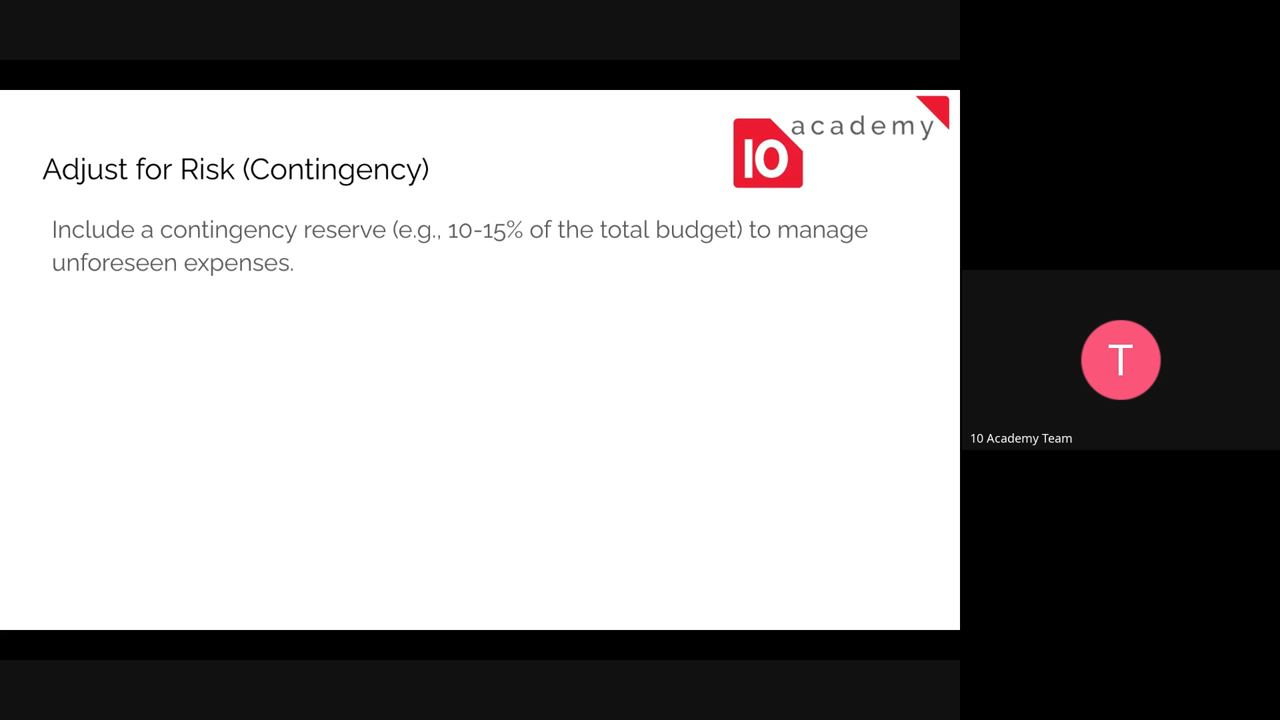 academy
10
Adjust for Risk (Contingency)
Include a contingency reserve (e.g., 10-15% of the total budget) to manage
unforeseen expenses.
T
10 Academy Team